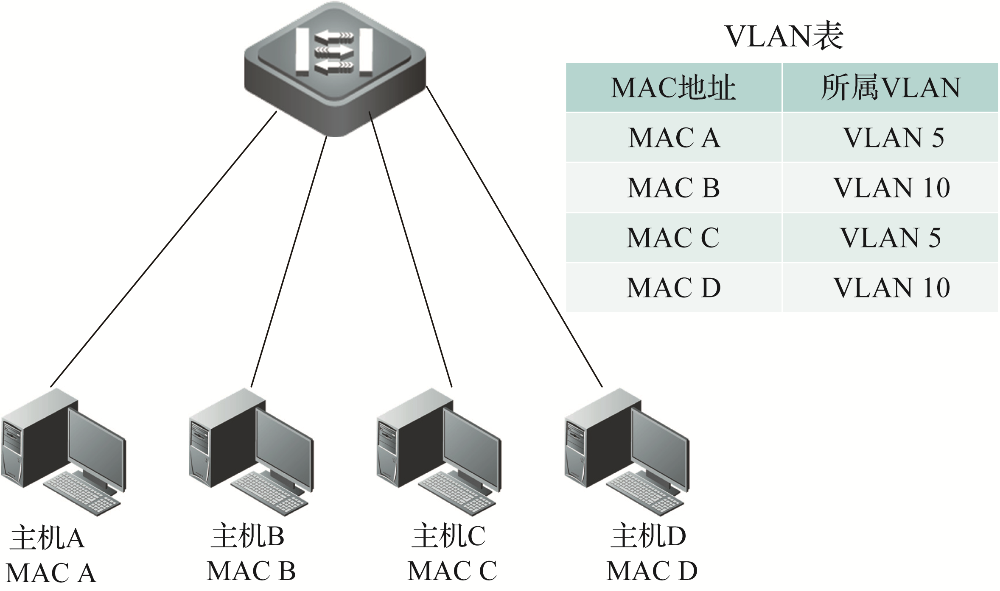 VLAN表
MAC地址 所属VLAN
MAC A VLAN 5
MAC B VLAN 10
MAC C VLAN 5
MAC D VLAN 10
主机A 主机B 主机C 主机D
MAC A MAC B MAC C MAC D